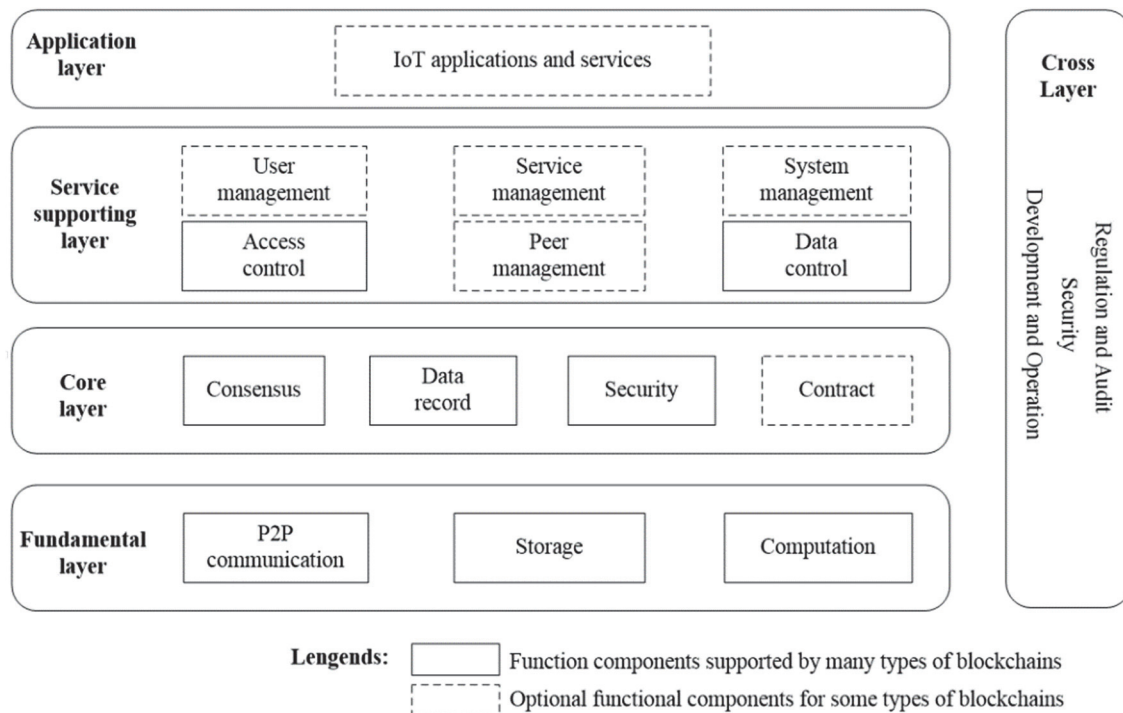 Application
layer
IoT applications and services
Service
supporting
layer
User
management
Service
management
System
management
Access
control
Peer
management
Data
control
Core
layer
Consensus
Data
record
Security
Contract
Fundamental
layer
P2P
communication
Storage
Computation
Cross
Layer
Regulation and Audit
Security
Development and Operation
Lengends:
Function components supported by many types of blockchains
Optional functional components for some types of blockchains